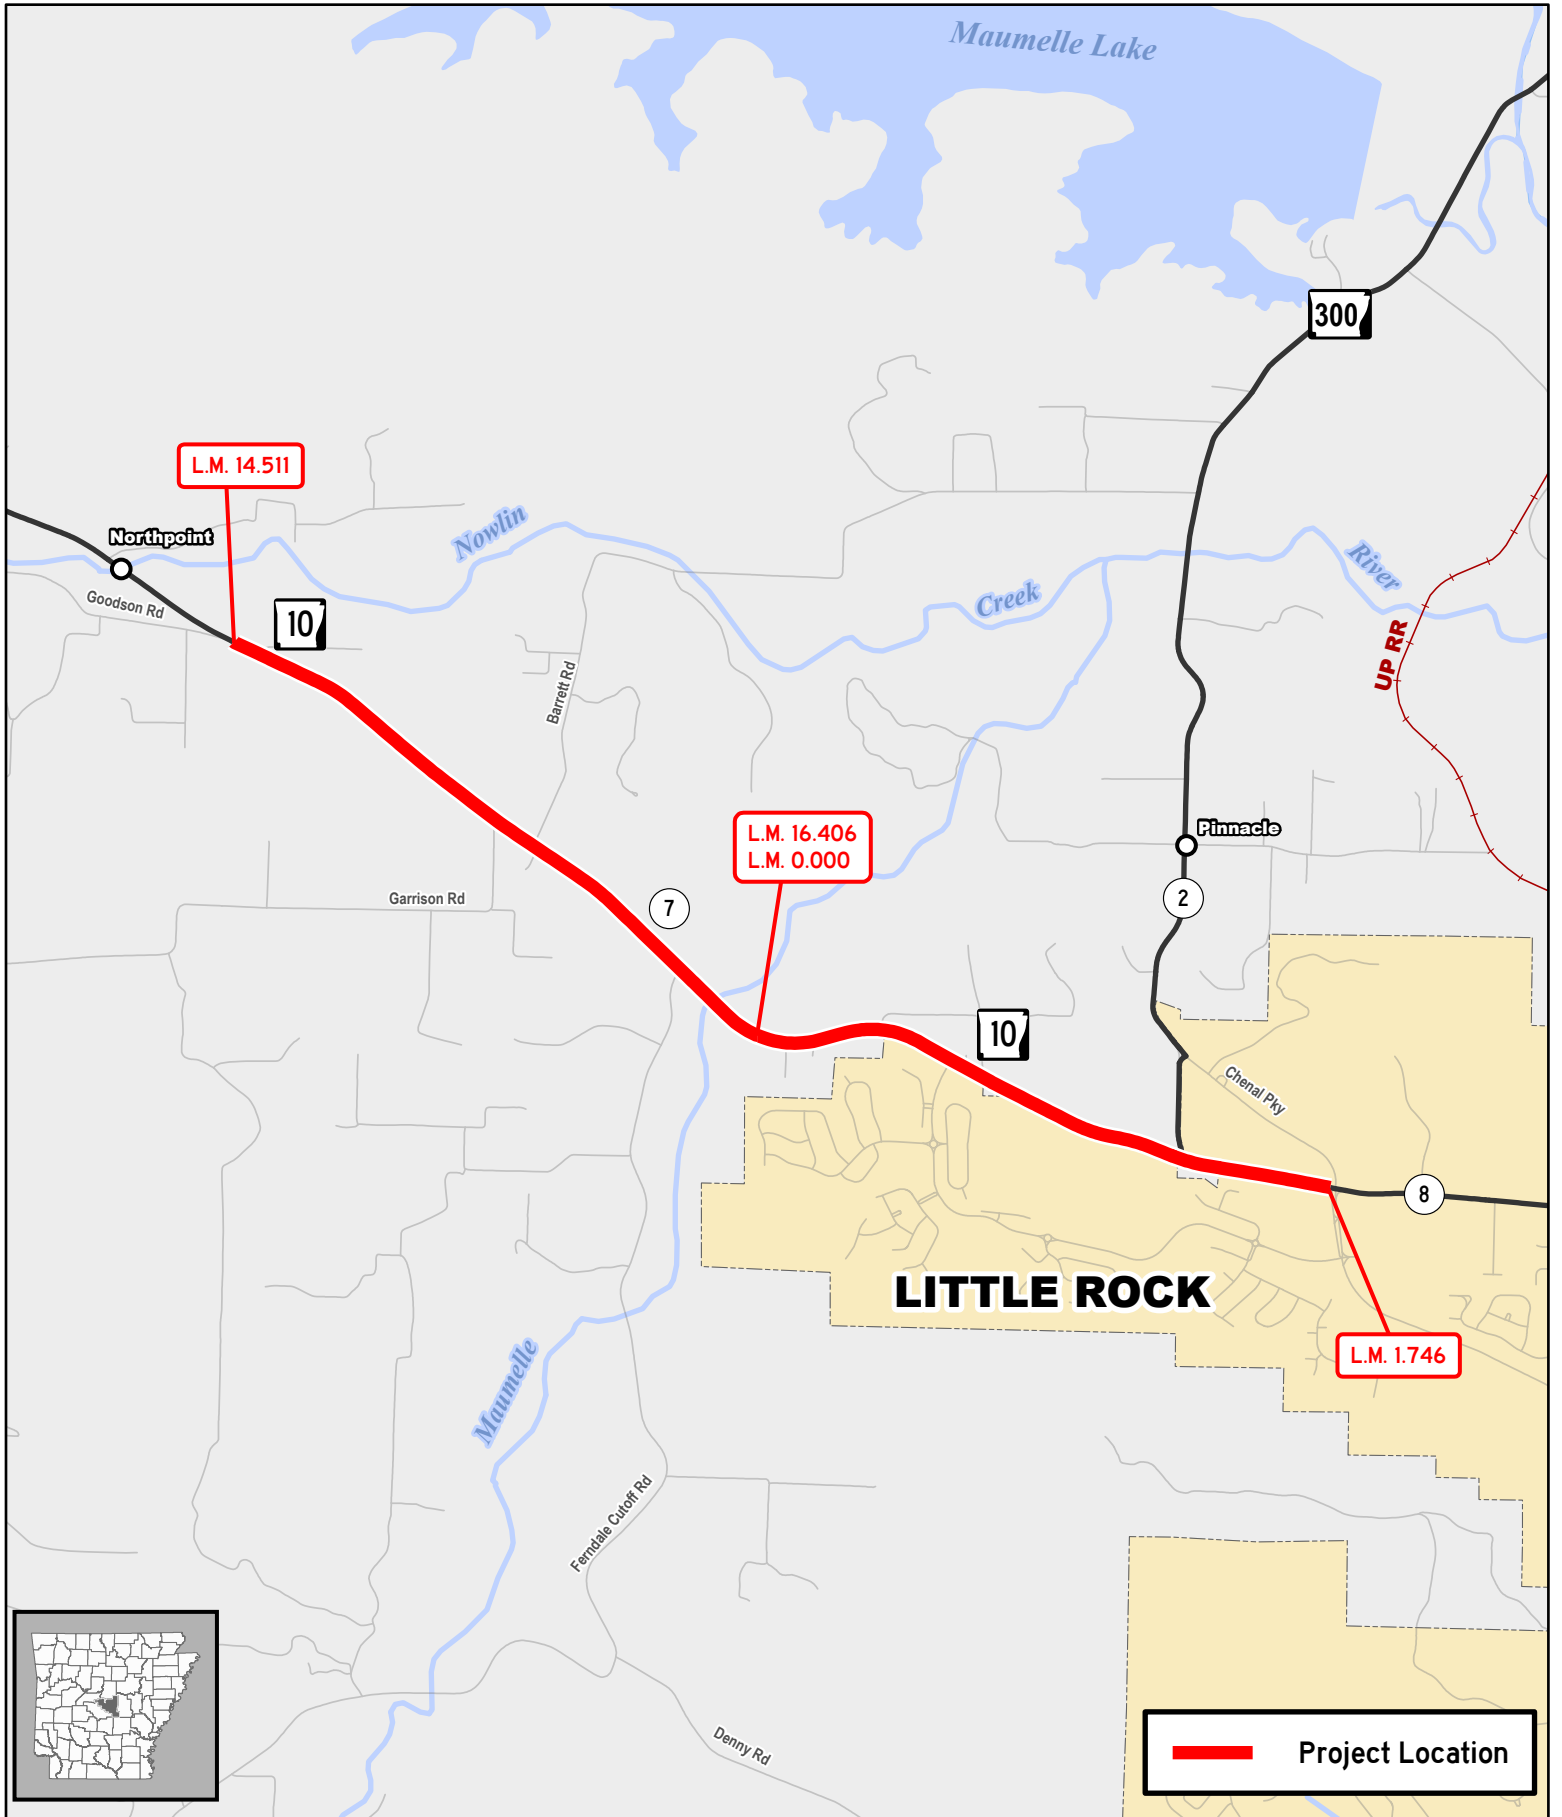 Maumelle Lake
300
L.M. 14.511
Northpoint
Nowlin
Creek
River
Goodson Rd
10
UP RR
Barrett Rd
L.M. 16.406
L.M. 0.000
Pinnacle
Garrison Rd
7
2
10
Chenal Pky
8
LITTLE ROCK
L.M. 1.746
Maumelle
Ferndale Cutoff Rd
Denny Rd
Project Location